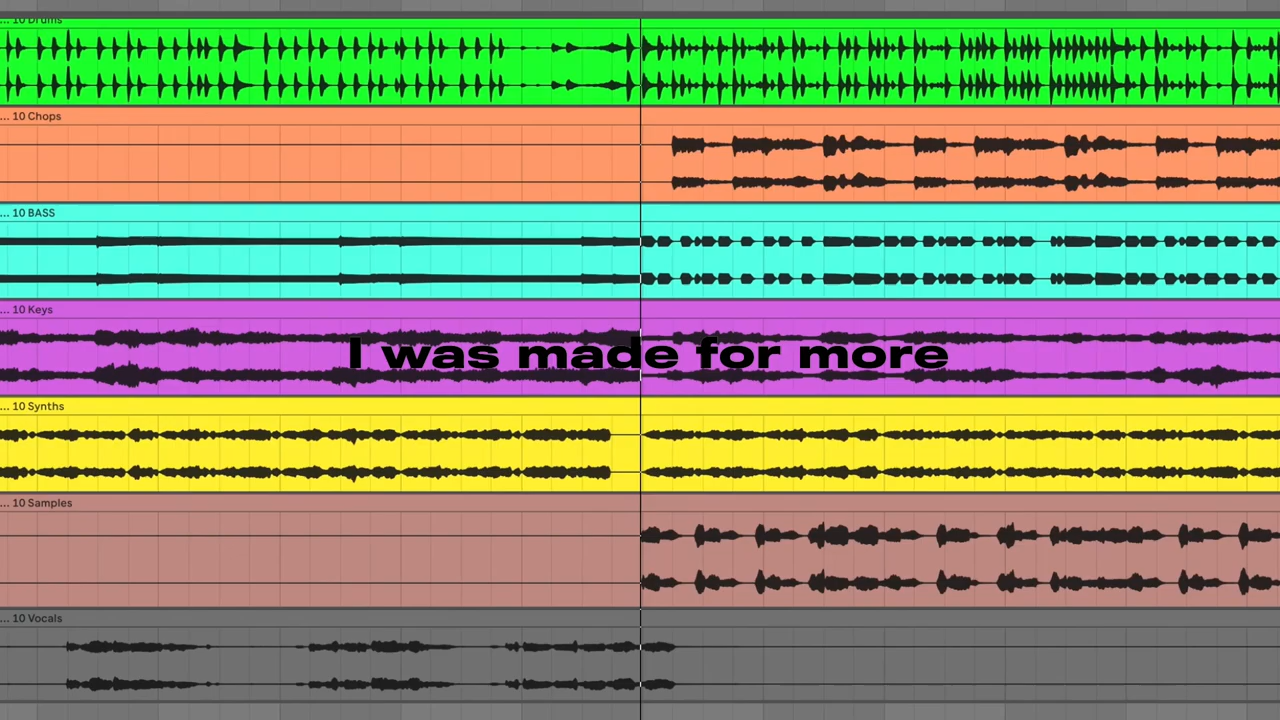 ... 10 Drums
... 10 Chops
... 10 BASS
... 10 Keys
I was made for more
... 10 Synths
... 10 Samples
... 10 Vocals